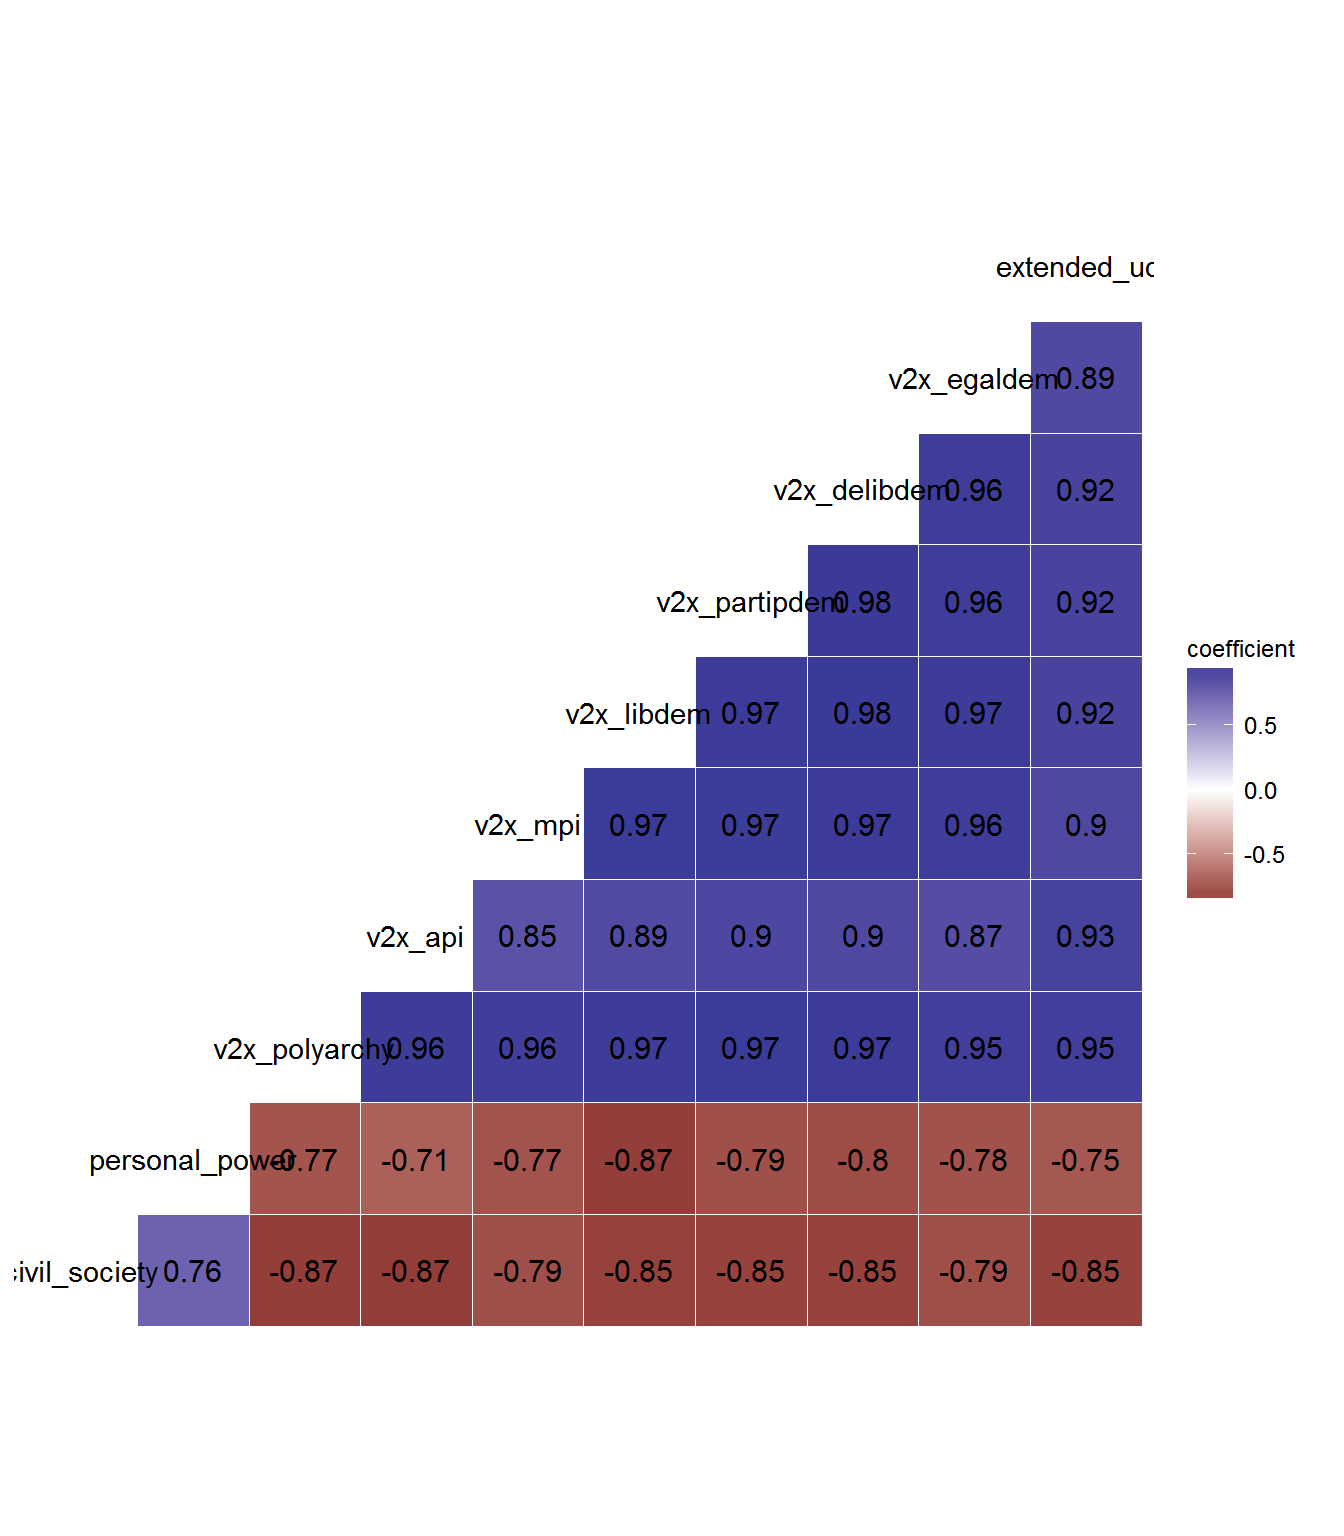 extended_uc
v2x_egaldem 0.89
v2x_delibdem 0.96 0.92
v2x_partipdem 0.98 0.96 0.92
coefficient
v2x_libdem 0.97 0.98 0.97 0.92
0.5
0.0
v2x_mpi 0.97 0.97 0.97 0.96 0.9
-0.5
v2x_api 0.85 0.89 0.9 0.9 0.87 0.93
v2x_polyarchy 0.96 0.96 0.97 0.97 0.97 0.95 0.95
personal_power -0.77 -0.71 -0.77 -0.87 -0.79 -0.8 -0.78 -0.75
civil_society 0.76 -0.87 -0.87 -0.79 -0.85 -0.85 -0.85 -0.79 -0.85